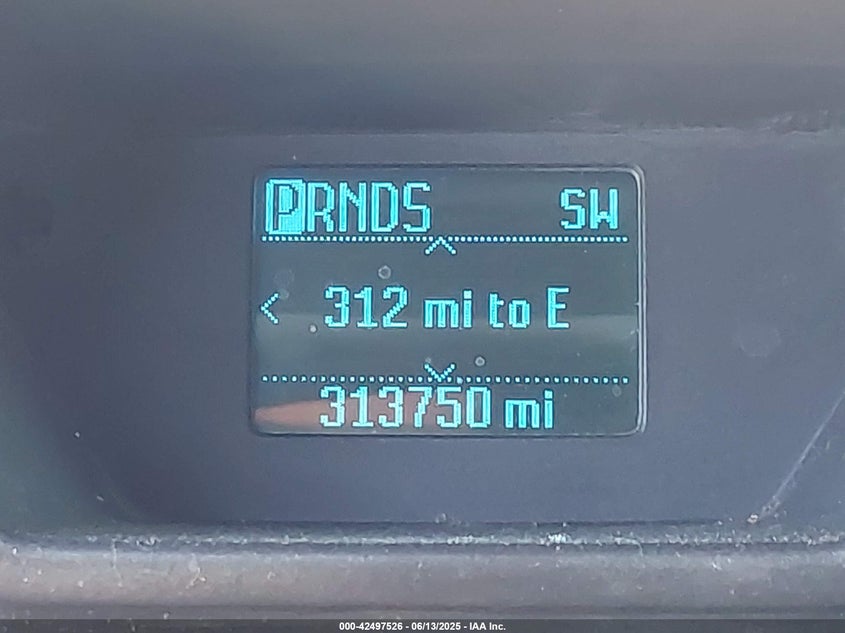 PRNDS SW
312 mi to E
313750 mi
000-42497526 - 06/13/2025 - IAA Inc.